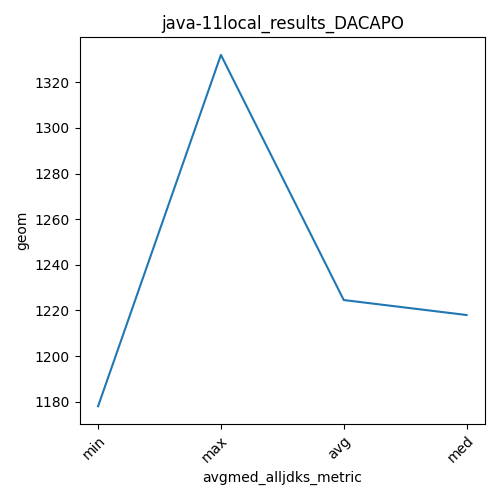 java-11local_results_DACAPO
1320
1300
1280
1260
1240
1220
1200
1180
geom
min
max
avg
med
avgmed_alljdks_metric